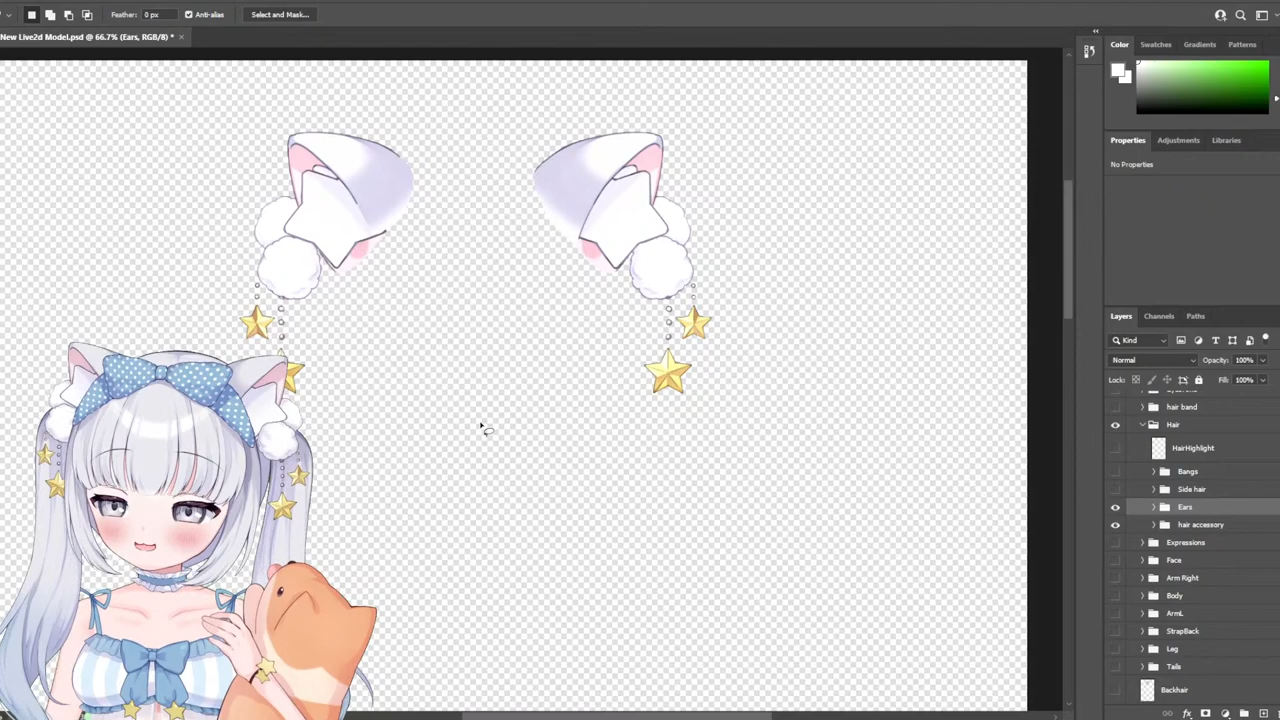 Feather: 0 px Anti-alias Select and Mask...
New Live2d Model.psd @ 66.7% (Ears, RGB/8) * ×
Color Swatches Gradients Patterns
Properties Adjustments Libraries
No Properties
Layers Channels Paths
Kind
Normal Opacity: 100%
Lock: Fill: 100%
hair band
Hair
HairHighlight
Bangs
Side hair
Ears
hair accessory
Expressions
Face
Arm Right
Body
ArmL
StrapBack
Leg
Tails
Backhair
fx